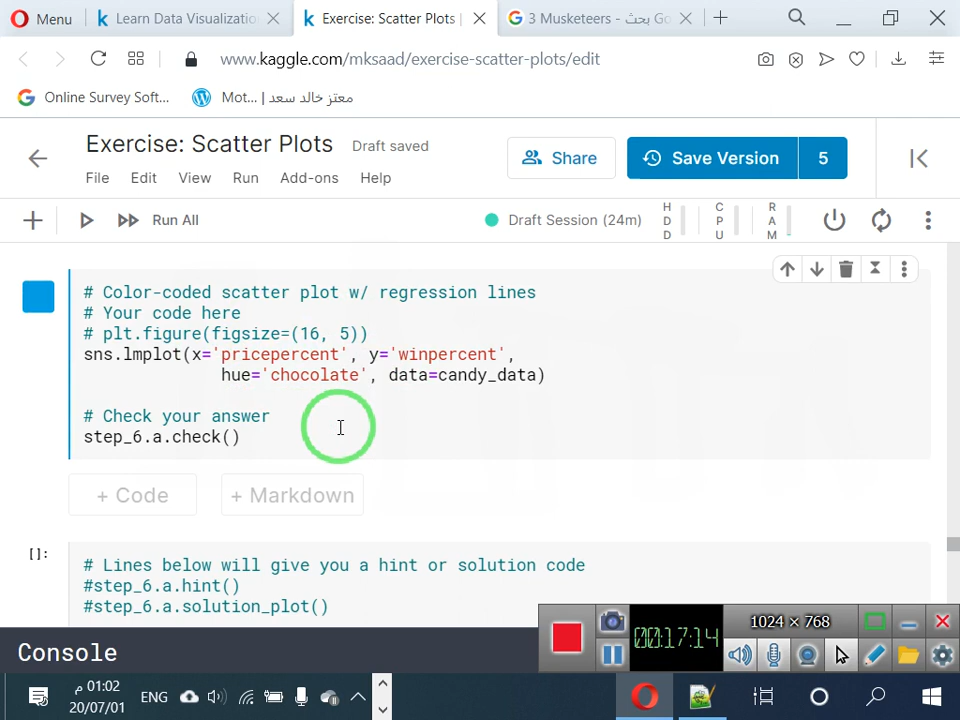 Menu
Learn Data Visualizatio
Exercise: Scatter Plots
3 Musketeers - بحث Go
www.kaggle.com/mksaad/exercise-scatter-plots/edit
Online Survey Soft...
Mot... | معتز خالد سعد
Exercise: Scatter Plots
Draft saved
Share
Save Version
5
File Edit View Run Add-ons Help
Run All
Draft Session (24m)
HDD
CPU
RAM
# Color-coded scatter plot w/ regression lines
# Your code here
# plt.figure(figsize=(16, 5))
sns.lmplot(x='pricepercent', y='winpercent',
hue='chocolate', data=candy_data)
# Check your answer
step_6.a.check()
+ Code
+ Markdown
[]:
# Lines below will give you a hint or solution code
#step_6.a.hint()
#step_6.a.solution_plot()
1024 × 768
00:17:14
Console
01:02 م
ENG
20/07/01